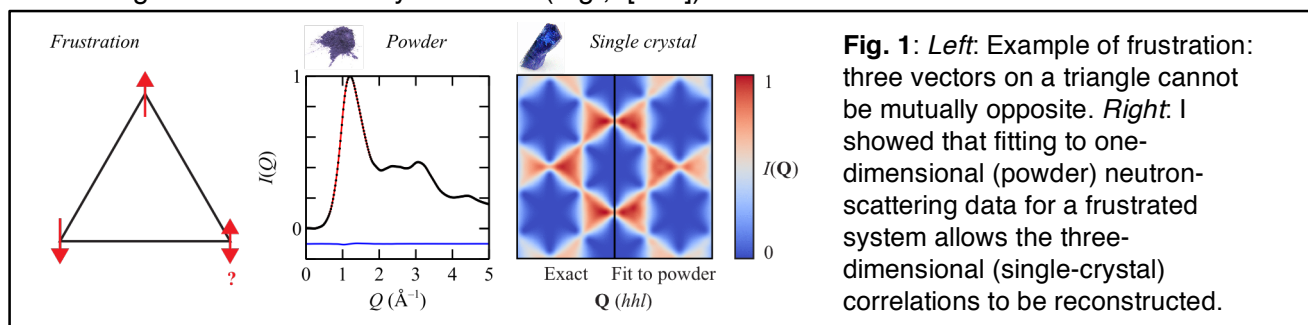 Frustration
?
Powder
1
0
I(Q)
0 1 2 3 4 5
Q (Å⁻¹)
Single crystal
Exact Fit to powder
Q (hhl)
1
I(Q)
0
Fig. 1: Left: Example of frustration:
three vectors on a triangle cannot
be mutually opposite. Right: I
showed that fitting to one-
dimensional (powder) neutron-
scattering data for a frustrated
system allows the three-
dimensional (single-crystal)
correlations to be reconstructed.